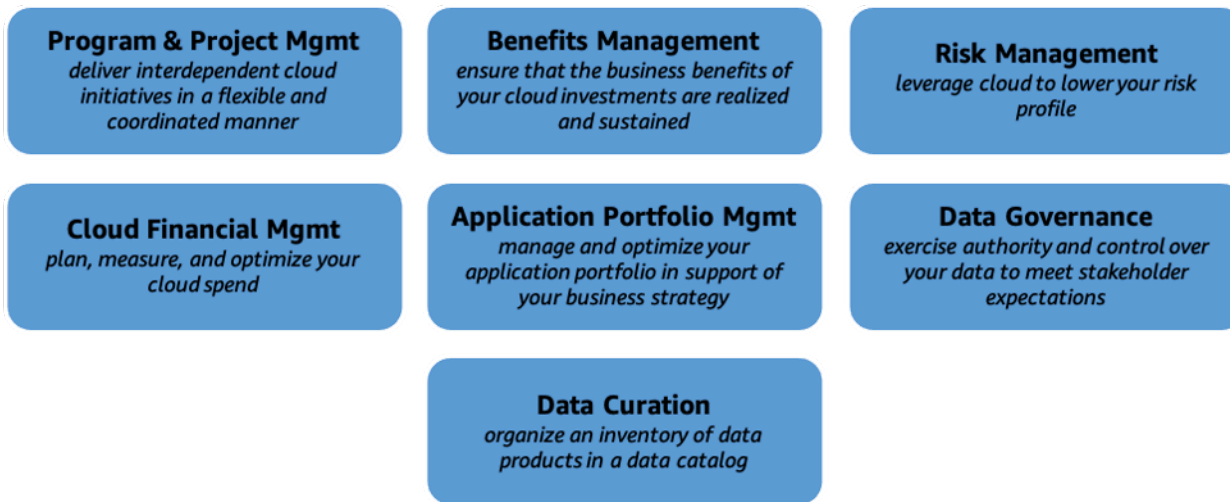 Program & Project Mgmt
deliver interdependent cloud
initiatives in a flexible and
coordinated manner
Benefits Management
ensure that the business benefits of
your cloud investments are realized
and sustained
Risk Management
leverage cloud to lower your risk
profile
Cloud Financial Mgmt
plan, measure, and optimize your
cloud spend
Application Portfolio Mgmt
manage and optimize your
application portfolio in support of
your business strategy
Data Governance
exercise authority and control over
your data to meet stakeholder
expectations
Data Curation
organize an inventory of data
products in a data catalog